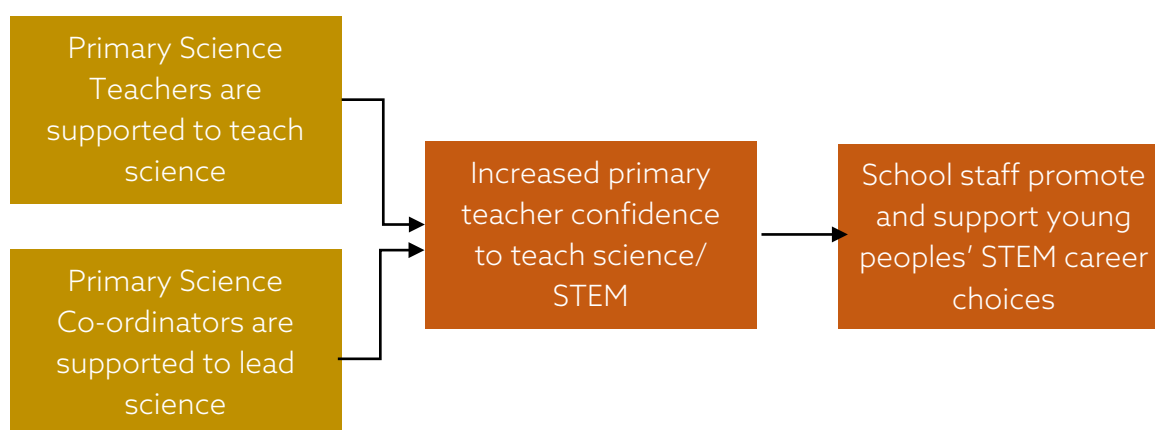 Primary Science
Teachers are
supported to teach
science
Primary Science
Co-ordinators are
supported to lead
science
Increased primary
teacher confidence
to teach science/
STEM
School staff promote
and support young
peoples’ STEM career
choices